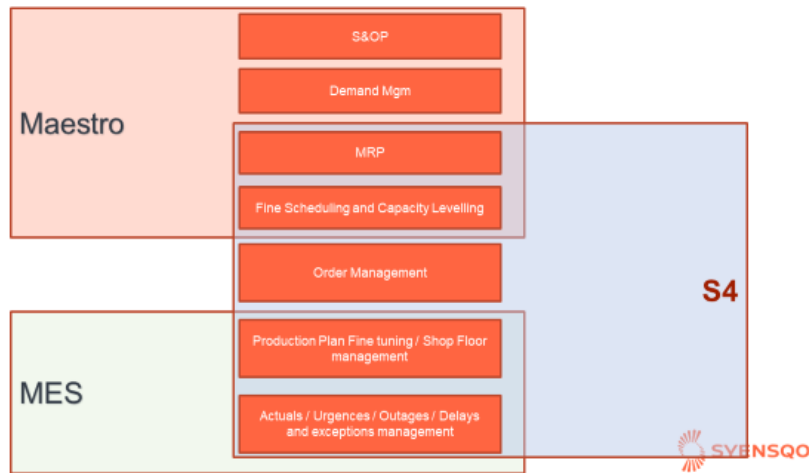 S&OP
Demand Mgm
Maestro
MRP
Fine Scheduling and Capacity Levelling
Order Management
S4
Production Plan Fine tuning / Shop Floor
management
MES
Actuals / Urgences / Outages / Delays
and exceptions management
SYENSQO